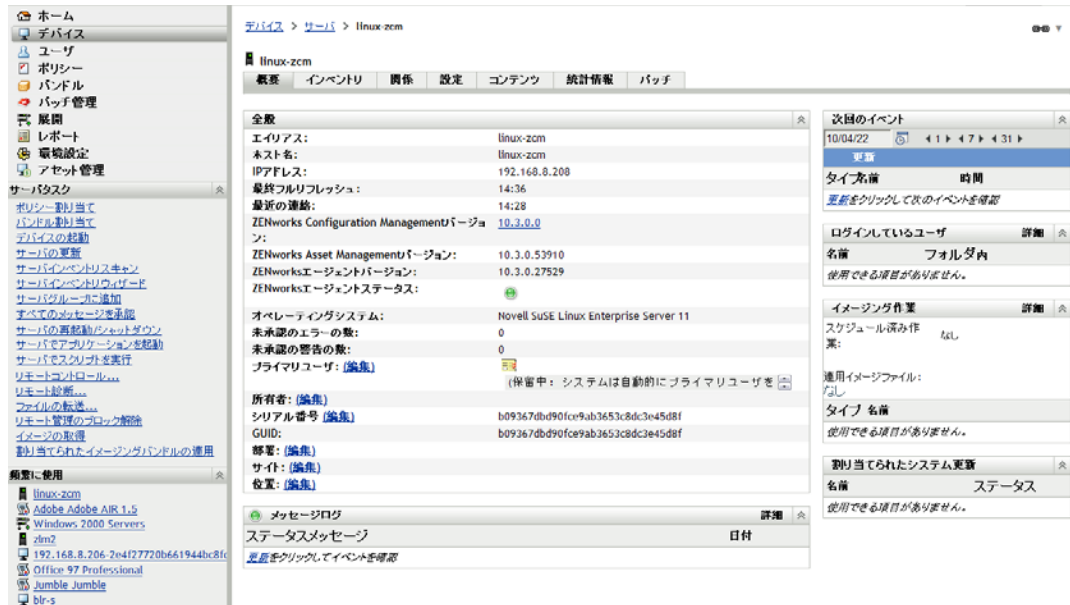 ホーム
デバイス
ユーザ
ポリシー
バンドル
パッチ管理
展開
レポート
環境設定
アセット管理
サーバタスク
ポリシー割り当て
バンドル割り当て
デバイスの起動
サーバの更新
サーバインベントリスキャン
サーバインベントリウィザード
サーバグループに追加
すべてのメッセージを承認
サーバの再起動/シャットダウン
サーバでアプリケーションを起動
サーバでスクリプトを実行
リモートコントロール...
リモート診断...
ファイルの転送...
リモート管理のブロック解除
イメージの取得
割り当てられたイメージングバンドルの適用
頻繁に使用
linux-zcm
Adobe Adobe AIR 1.5
Windows 2000 Servers
zlm2
192.168.8.206-2e4f27720b661944bc8fc
Office 97 Professional
Jumble Jumble
blr-s
デバイス > サーバ > linux-zcm
linux-zcm
概要 インベントリ 関係 設定 コンテンツ 統計情報 パッチ
全般
エイリアス: linux-zcm
ホスト名: linux-zcm
IPアドレス: 192.168.8.208
最終フルリフレッシュ: 14:36
最近の連絡: 14:28
ZENworks Configuration Managementバージョン: 10.3.0.0
ZENworks Asset Managementバージョン: 10.3.0.53910
ZENworksエージェントバージョン: 10.3.0.27529
ZENworksエージェントステータス:
オペレーティングシステム: Novell SuSE Linux Enterprise Server 11
未承認のエラーの数: 0
未承認の警告の数: 0
プライマリユーザ: (編集)
(保留中: システムは自動的にプライマリユーザを
所有者: (編集)
シリアル番号 (編集) b09367dbd90fce9ab3653c8dc3e45d8f
GUID: b09367dbd90fce9ab3653c8dc3e45d8f
部署: (編集)
サイト: (編集)
位置: (編集)
メッセージログ 詳細
ステータスメッセージ 日付
更新をクリックしてイベントを確認
次回のイベント
10/04/22 1 7 31
更新
タイプ名前 時間
更新をクリックして次のイベントを確認
ログインしているユーザ 詳細
名前 フォルダ内
使用できる項目がありません。
イメージング作業 詳細
スケジュール済み作業: なし
適用イメージファイル:
なし
タイプ 名前
使用できる項目がありません。
割り当てられたシステム更新
名前 ステータス
使用できる項目がありません。